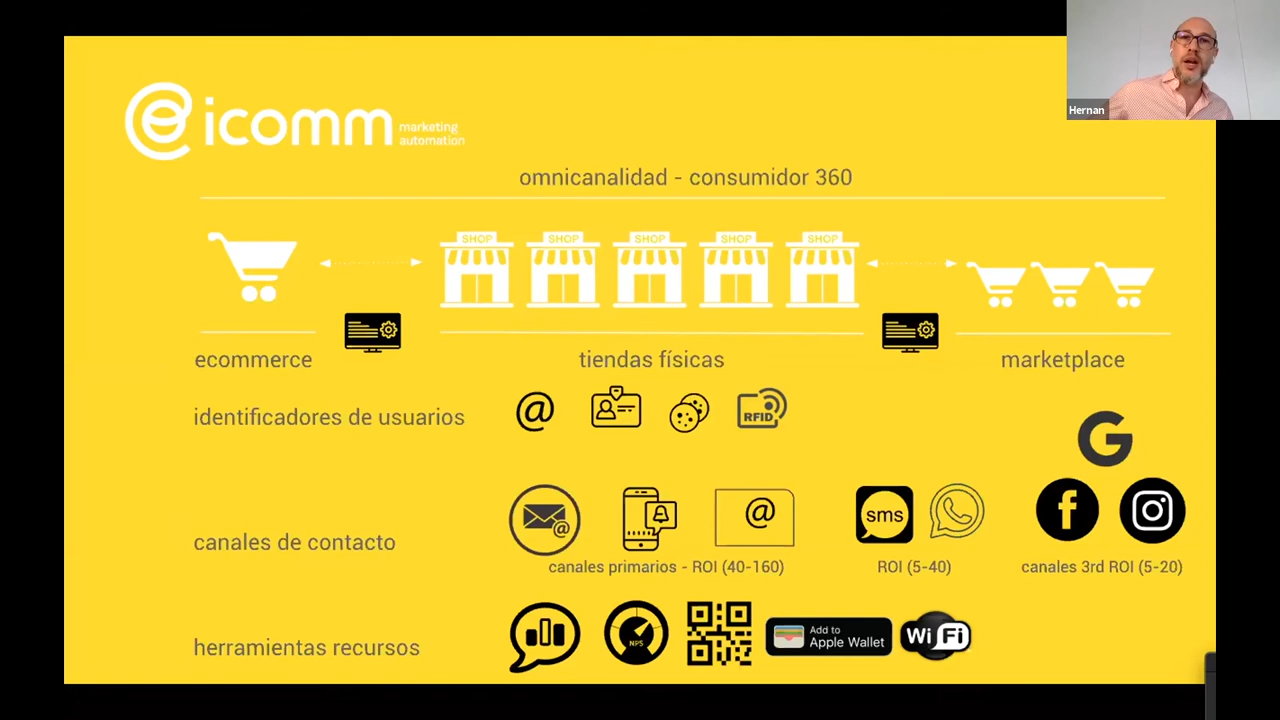 Hernan
icomm marketing
automation
omnicanalidad - consumidor 360
SHOP SHOP SHOP SHOP SHOP
ecommerce tiendas físicas marketplace
identificadores de usuarios @ RFID
G
canales de contacto @ @ sms f
canales primarios - ROI (40-160) ROI (5-40) canales 3rd ROI (5-20)
herramientas recursos NPS Add to
Apple Wallet Wi Fi